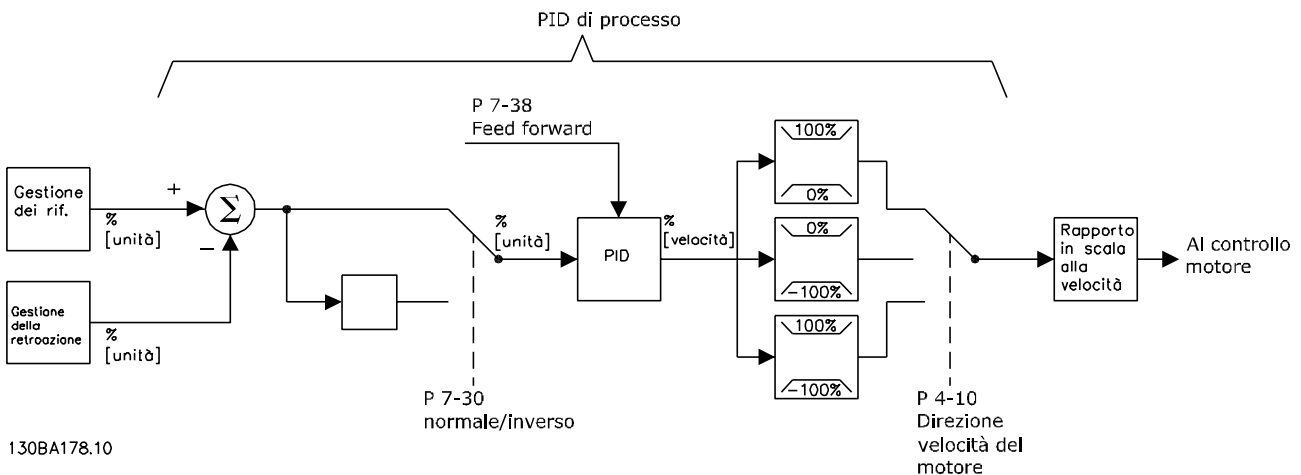 PID di processo
P 7-38
Feed forward
Gestione
dei rif.
+
%
[unità]
Σ
−
Gestione
della
retroazione
%
[unità]
%
[unità]
PID
%
[velocità]
100%
0%
0%
−100%
100%
−100%
Rapporto
in scala
alla
velocità
Al controllo
motore
P 7-30
normale/inverso
P 4-10
Direzione
velocità del
motore
130BA178.10